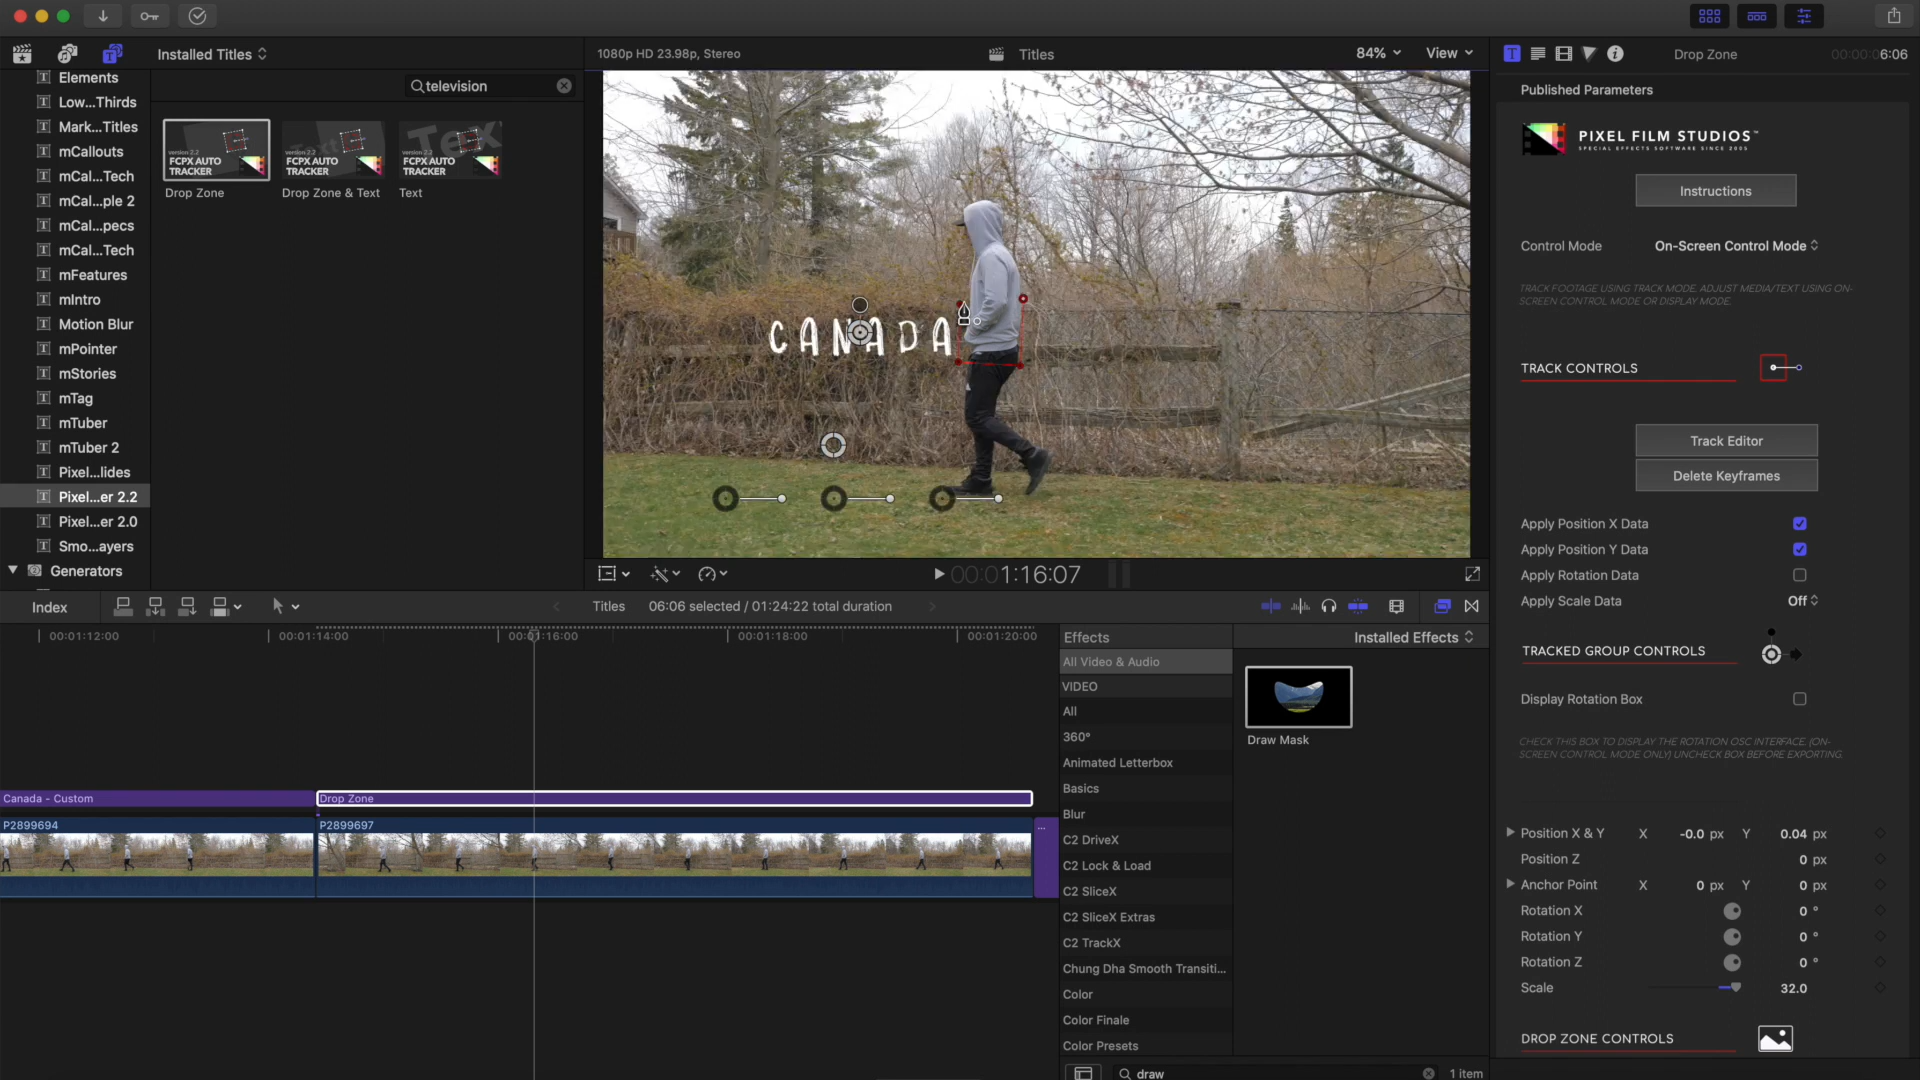 Installed Titles
1080p HD 23.98p, Stereo
Titles
84%
View
Drop Zone
00:00:06:06
television
Elements
Low...Thirds
Mark...Titles
mCallouts
mCal...Tech
mCal...ple 2
mCal...pecs
mCal...Tech
mFeatures
mIntro
Motion Blur
mPointer
mStories
mTag
mTuber
mTuber 2
Pixel...lides
Pixel...er 2.2
Pixel...er 2.0
Smo...ayers
Generators
version 2.2
FCPX AUTO
TRACKER
Drop Zone
version 2.2
FCPX AUTO
TRACKER
Drop Zone & Text
version 2.2
FCPX AUTO
TRACKER
Text
CANADA
00:01:16:07
Published Parameters
PIXEL FILM STUDIOS™
SPECIAL EFFECTS SOFTWARE SINCE 2005
Instructions
Control Mode
On-Screen Control Mode
TRACK FOOTAGE USING TRACK MODE. ADJUST MEDIA/TEXT USING ON-
SCREEN CONTROL MODE OR DISPLAY MODE.
TRACK CONTROLS
Track Editor
Delete Keyframes
Apply Position X Data
Apply Position Y Data
Apply Rotation Data
Apply Scale Data
Off
TRACKED GROUP CONTROLS
Display Rotation Box
CHECK THIS BOX TO DISPLAY THE ROTATION OSC INTERFACE. (ON-
SCREEN CONTROL MODE ONLY) UNCHECK BOX BEFORE EXPORTING.
Position X & Y X -0.0 px Y 0.04 px
Position Z 0 px
Anchor Point X 0 px Y 0 px
Rotation X 0 °
Rotation Y 0 °
Rotation Z 0 °
Scale 32.0
DROP ZONE CONTROLS
Index
Titles
06:06 selected / 01:24:22 total duration
00:01:12:00
00:01:14:00
00:01:16:00
00:01:18:00
00:01:20:00
Canada - Custom
Drop Zone
P2899694
P2899697
...
Effects
Installed Effects
All Video & Audio
VIDEO
All
360°
Animated Letterbox
Basics
Blur
C2 DriveX
C2 Lock & Load
C2 SliceX
C2 SliceX Extras
C2 TrackX
Chung Dha Smooth Transiti...
Color
Color Finale
Color Presets
Draw Mask
draw
1 item